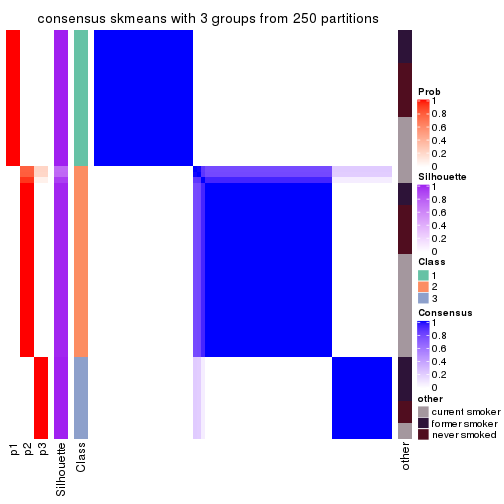 consensus skmeans with 3 groups from 250 partitions
Prob
1
0.8
0.6
0.4
0.2
0
Silhouette
1
0.8
0.6
0.4
0.2
0
Class
1
2
3
Consensus
1
0.8
0.6
0.4
0.2
0
other
current smoker
former smoker
never smoked
p1
p2
p3
Silhouette
Class
other